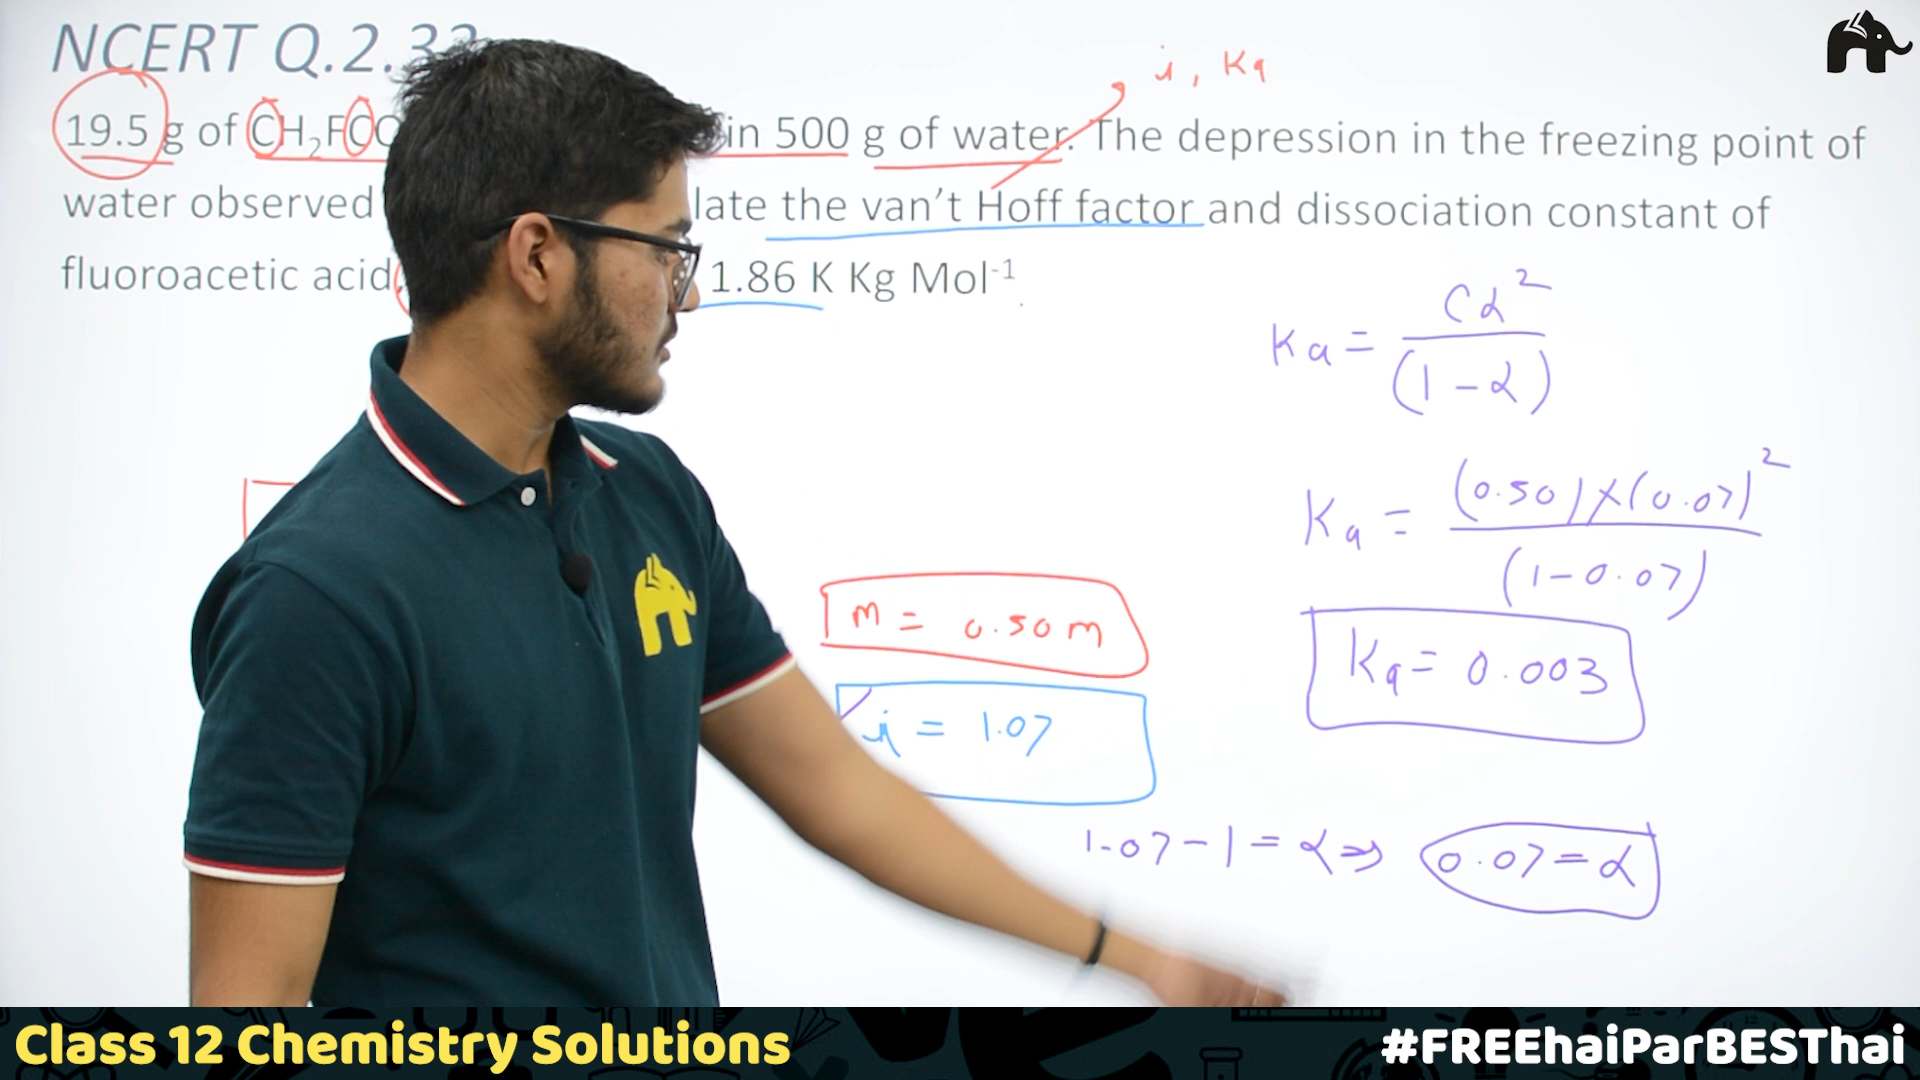 NCERT Q.2.33
i, Ka
19.5 g of CH₂FCO in 500 g of water. The depression in the freezing point of
water observed late the van’t Hoff factor and dissociation constant of
fluoroacetic acid, 1.86 K Kg Mol⁻¹
Ka = Cα² / (1 - α)
Ka = (0.50) × (0.07)² / (1 - 0.07)
m = 0.50 m
Ka = 0.003
i = 1.07
1.07 - 1 = α ⇒ 0.07 = α
Class 12 Chemistry Solutions
#FREEhaiParBESThai